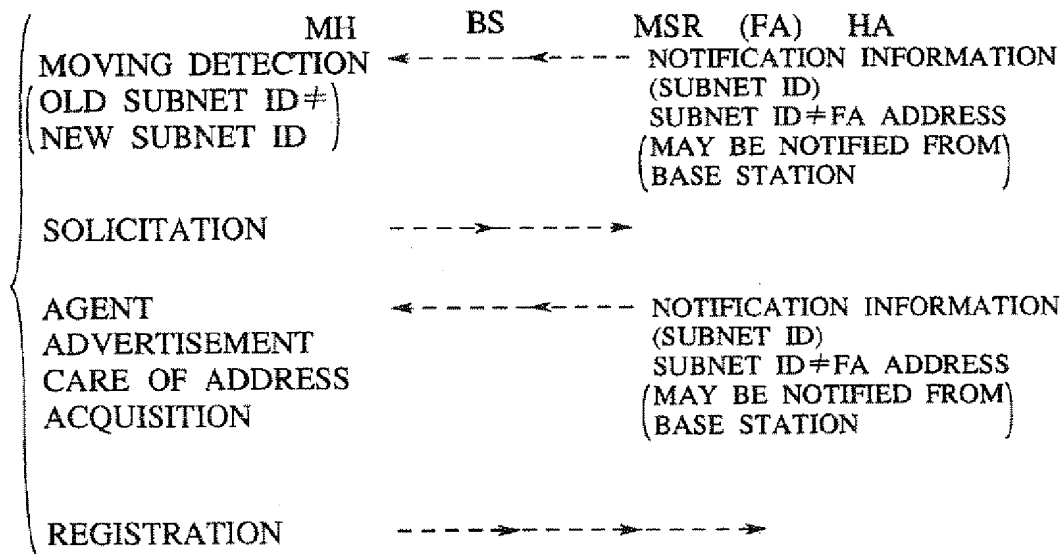 MH BS MSR (FA) HA
MOVING DETECTION NOTIFICATION INFORMATION
(OLD SUBNET ID≠ (SUBNET ID)
NEW SUBNET ID) SUBNET ID≠FA ADDRESS
(MAY BE NOTIFIED FROM
BASE STATION)
SOLICITATION
AGENT NOTIFICATION INFORMATION
ADVERTISEMENT (SUBNET ID)
CARE OF ADDRESS SUBNET ID≠FA ADDRESS
ACQUISITION (MAY BE NOTIFIED FROM
BASE STATION)
REGISTRATION